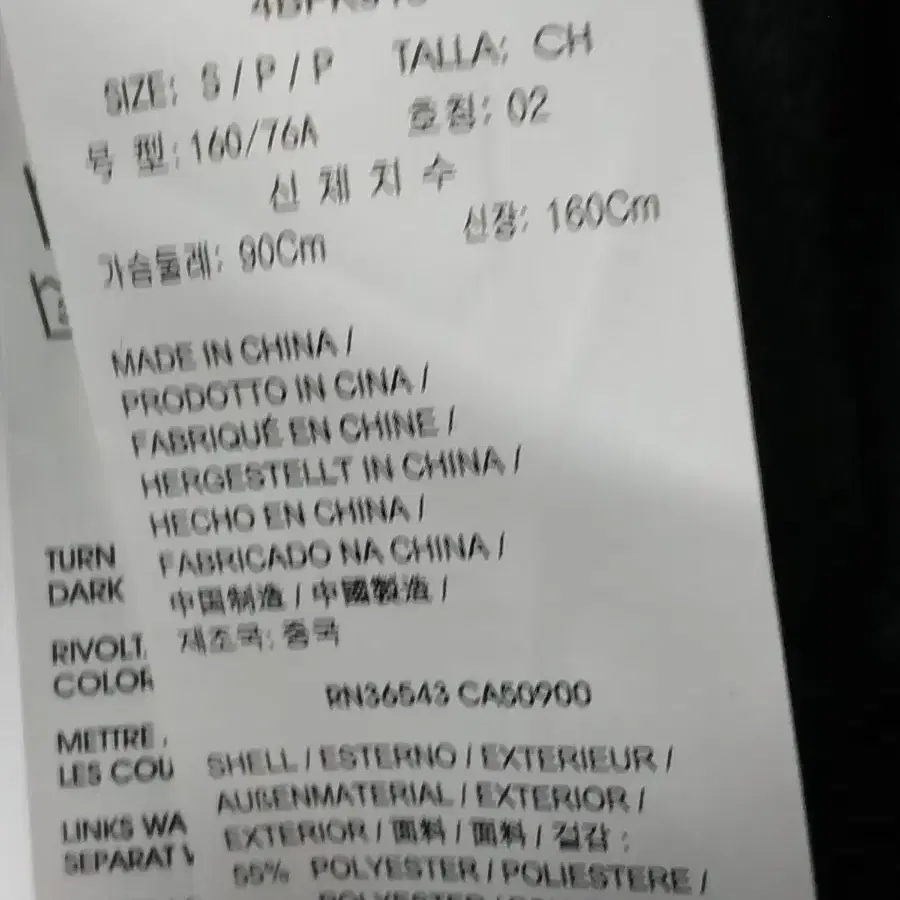 SIZE: S / P / P TALLA: CH
号 型: 160/76A 호칭: 02
신 체 치 수
가슴둘레: 90Cm 신장: 160Cm
MADE IN CHINA /
PRODOTTO IN CINA /
FABRIQUÉ EN CHINE /
HERGESTELLT IN CHINA /
HECHO EN CHINA /
FABRICADO NA CHINA /
中国制造 / 中國製造 /
제조국: 중국
RN36543 CA50900
SHELL / ESTERNO / EXTERIEUR /
AUßENMATERIAL / EXTERIOR /
EXTERIOR / 面料 / 面料 / 겉감 :
55% POLYESTER / POLIESTERE /
TURN
DARK
RIVOLT
COLOR
METTRE
LES COU
LINKS WA
SEPARAT